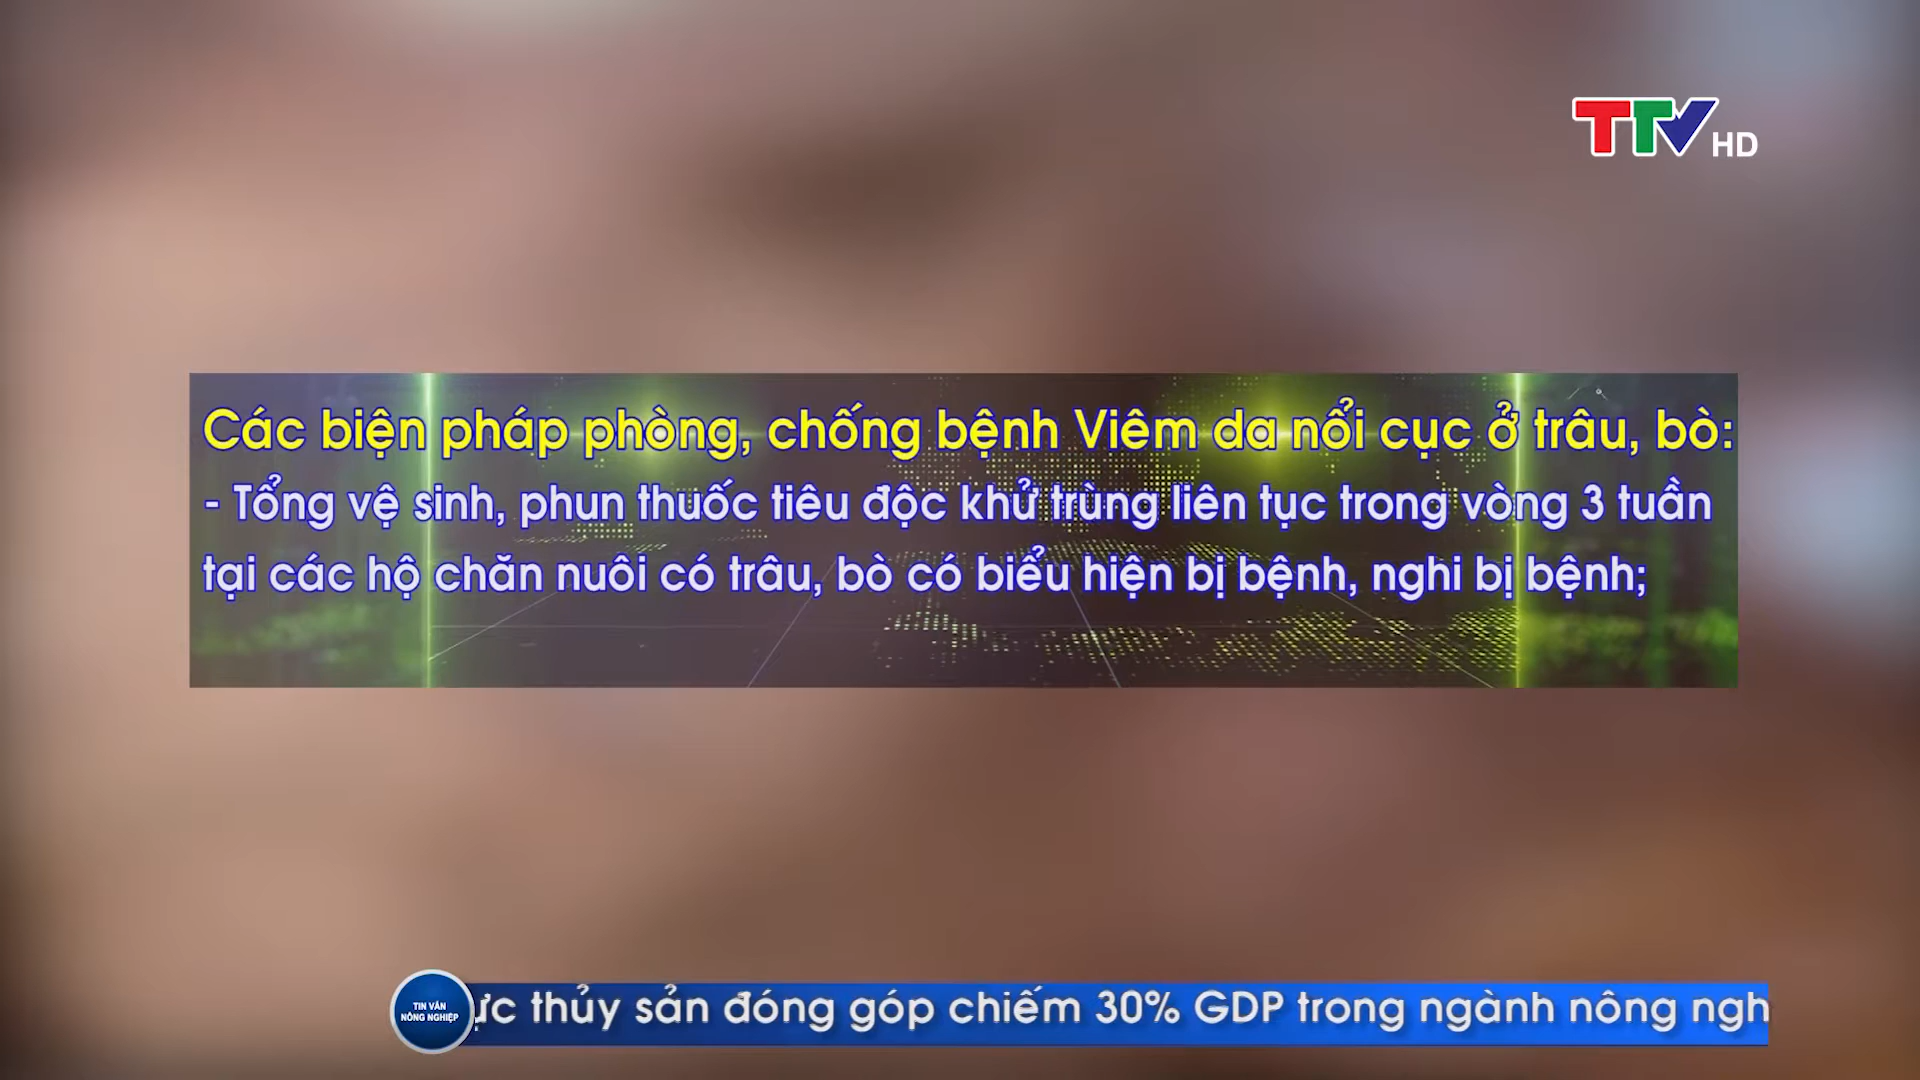 TTV HD
Các biện pháp phòng, chống bệnh Viêm da nổi cục ở trâu, bò:
- Tổng vệ sinh, phun thuốc tiêu độc khử trùng liên tục trong vòng 3 tuần
tại các hộ chăn nuôi có trâu, bò có biểu hiện bị bệnh, nghi bị bệnh;
TIN VẮN
NÔNG NGHIỆP
ực thủy sản đóng góp chiếm 30% GDP trong ngành nông ngh